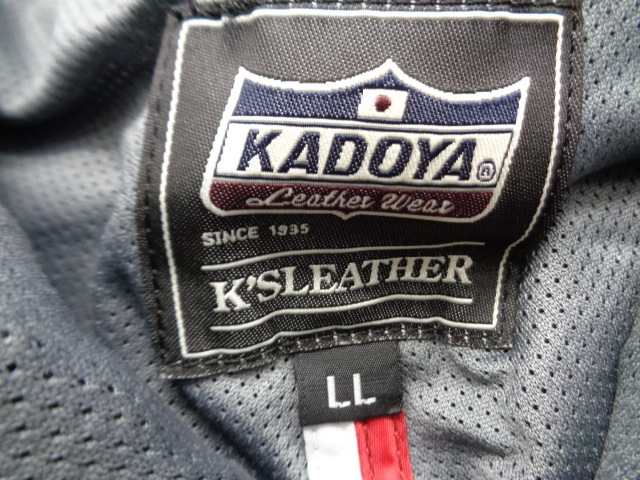 KADOYA®
Leather Wear
SINCE 1935
K'SLEATHER
LL